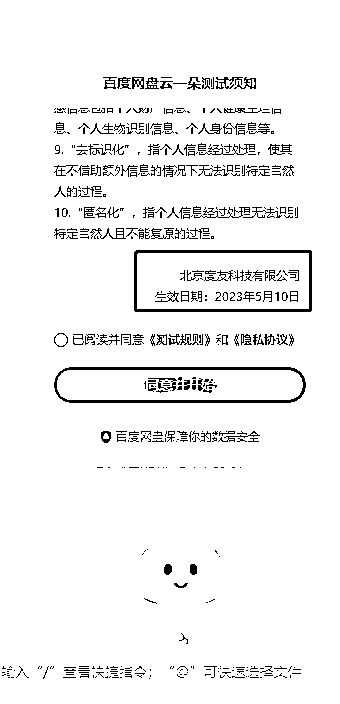 百度网盘云一朵测试须知
息、个人生物识别信息、个人身份信息等。
9.“去标识化”，指个人信息经过处理，使其
在不借助额外信息的情况下无法识别特定自然
人的过程。
10.“匿名化”，指个人信息经过处理无法识别
特定自然人且不能复原的过程。
北京度友科技有限公司
生效日期：2023年5月10日
已阅读并同意《测试规则》和《隐私协议》
同意
百度网盘保障你的数据安全
输入“/”查看快捷指令；“@”可快速选择文件